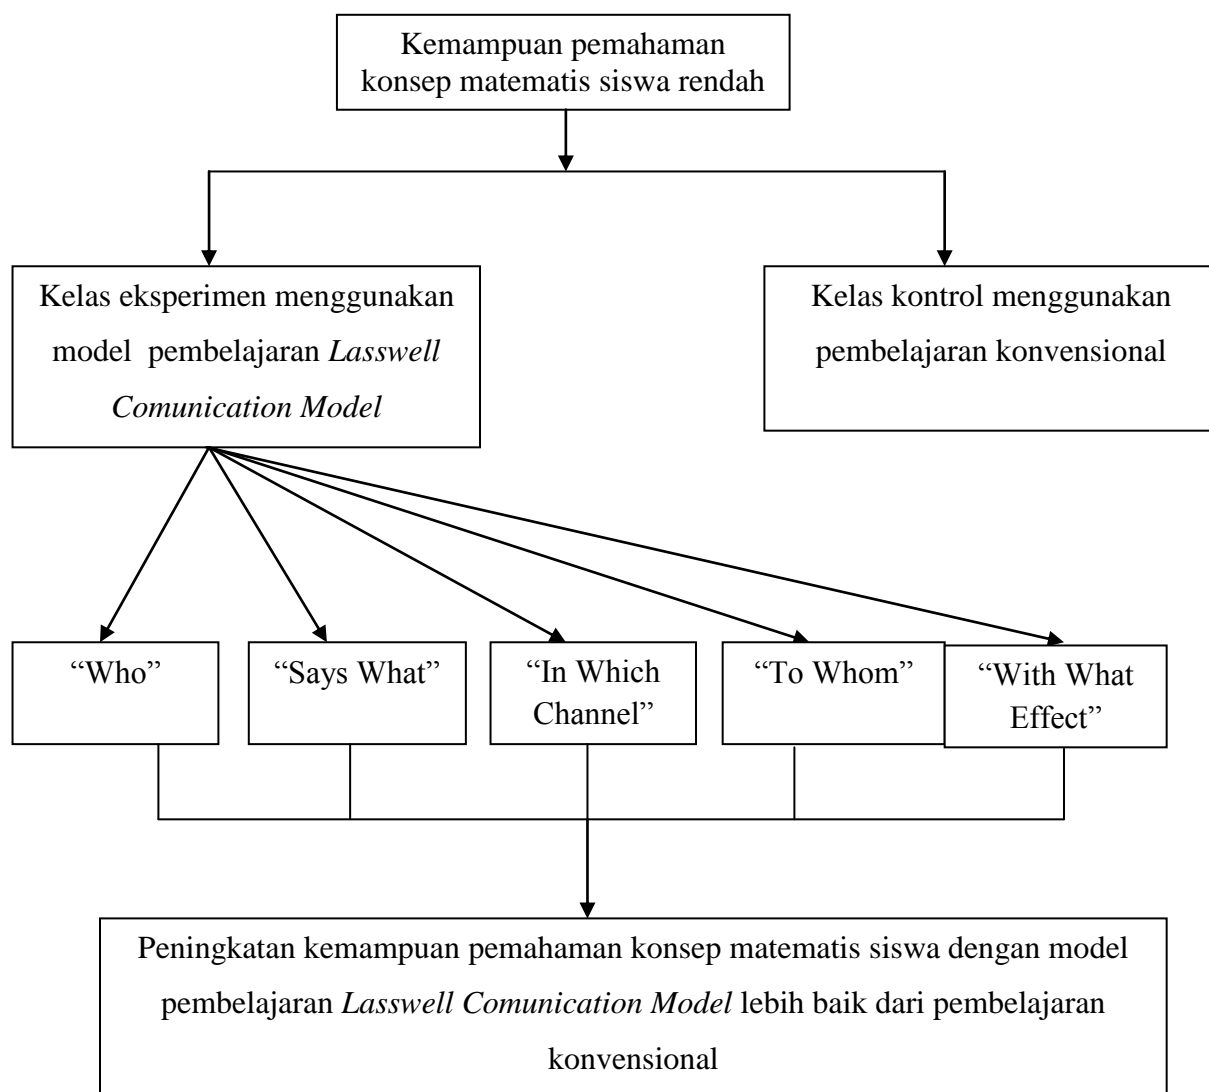 Kemampuan pemahaman
konsep matematis siswa rendah
Kelas eksperimen menggunakan
model pembelajaran Lasswell
Comunication Model
Kelas kontrol menggunakan
pembelajaran konvensional
“Who”
“Says What”
“In Which
Channel”
“To Whom”
“With What
Effect”
Peningkatan kemampuan pemahaman konsep matematis siswa dengan model
pembelajaran Lasswell Comunication Model lebih baik dari pembelajaran
konvensional